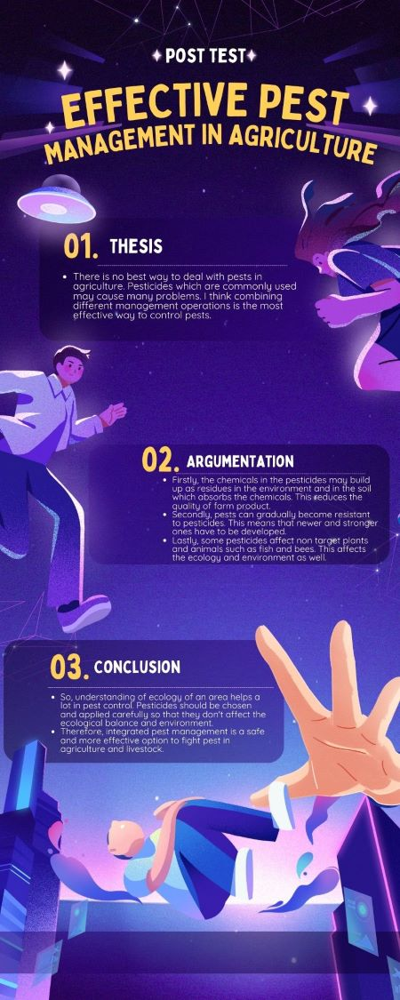 POST TEST
EFFECTIVE PEST
MANAGEMENT IN AGRICULTURE
01. THESIS
• There is no best way to deal with pests in
agriculture. Pesticides which are commonly used
may cause many problems. I think combining
different management operations is the most
effective way to control pests.
02. ARGUMENTATION
• Firstly, the chemicals in the pesticides may build
up as residues in the environment and in the soil
which absorbs the chemicals. This reduces the
quality of farm product.
• Secondly, pests can gradually become resistant
to pesticides. This means that newer and stronger
ones have to be developed.
• Lastly, some pesticides affect non target plants
and animals such as fish and bees. This affects
the ecology and environment as well.
03. CONCLUSION
• So, understanding of ecology of an area helps a
lot in pest control. Pesticides should be chosen
and applied carefully so that they don't affect the
ecological balance and environment.
• Therefore, integrated pest management is a safe
and more effective option to fight pest in
agriculture and livestock.